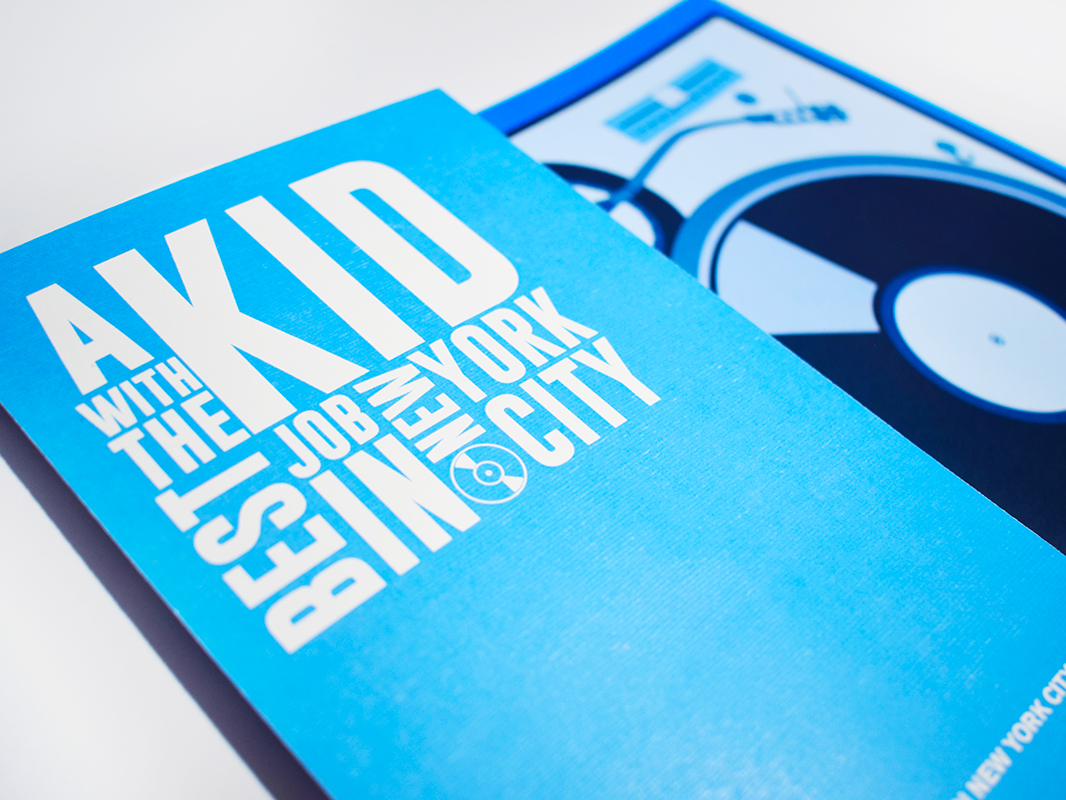 A KID
WITH
THE
BEST
JOB
IN
NEW
YORK
CITY
NEW YORK CITY